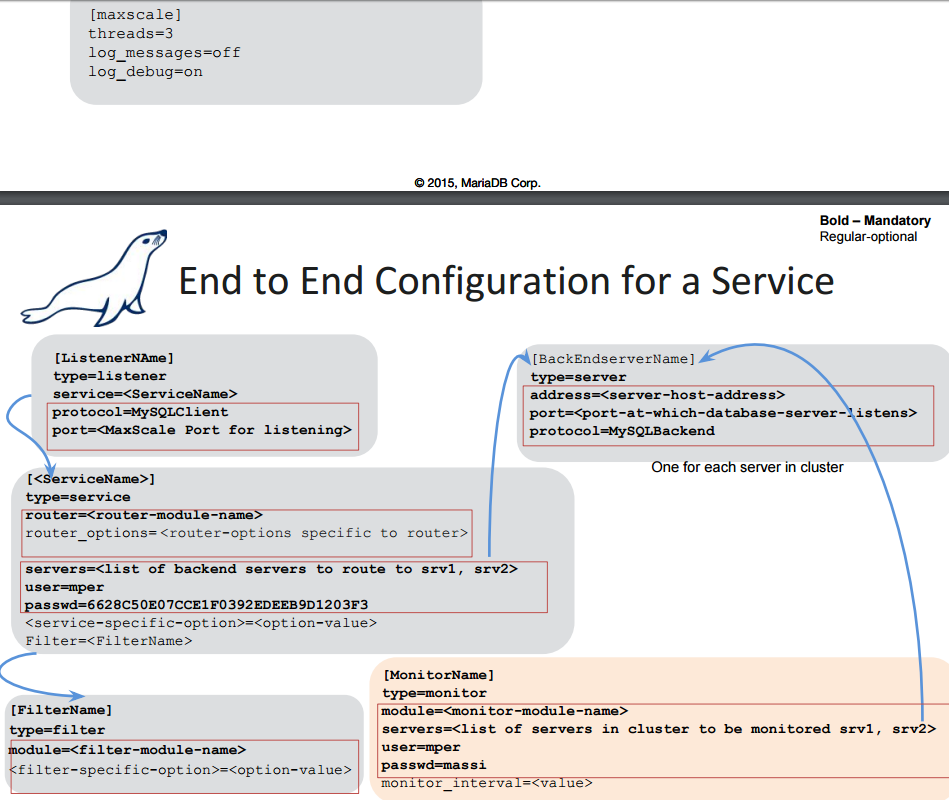 [maxscale]
threads=3
log_messages=off
log_debug=on
© 2015, MariaDB Corp.
Bold – Mandatory
Regular-optional
End to End Configuration for a Service
[ListenerNAme]
type=listener
service=<ServiceName>
protocol=MySQLClient
port=<MaxScale Port for listening>
[BackEndserverName]
type=server
address=<server-host-address>
port=<port-at-which-database-server-listens>
protocol=MySQLBackend
One for each server in cluster
[<ServiceName>]
type=service
router=<router-module-name>
router_options=<router-options specific to router>
servers=<list of backend servers to route to srv1, srv2>
user=mper
passwd=6628C50E07CCE1F0392EDEEB9D1203F3
<service-specific-option>=<option-value>
Filter=<FilterName>
[FilterName]
type=filter
module=<filter-module-name>
<filter-specific-option>=<option-value>
[MonitorName]
type=monitor
module=<monitor-module-name>
servers=<list of servers in cluster to be monitored srv1, srv2>
user=mper
passwd=massi
monitor_interval=<value>